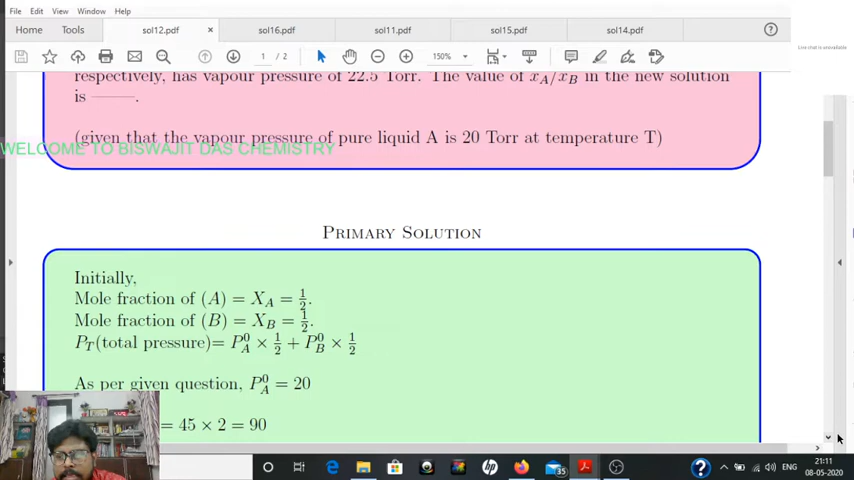 File Edit View Window Help
Home Tools sol12.pdf × sol16.pdf sol11.pdf sol15.pdf sol14.pdf
1 / 2 150%
Live chat is unavailable
respectively, has vapour pressure of 22.5 Torr. The value of x_A/x_B in the new solution
is ———.
(given that the vapour pressure of pure liquid A is 20 Torr at temperature T)
WELCOME TO BISWAJIT DAS CHEMISTRY
PRIMARY SOLUTION
Initially,
Mole fraction of (A) = X_A = 1/2.
Mole fraction of (B) = X_B = 1/2.
P_T(total pressure)= P_A^0 × 1/2 + P_B^0 × 1/2
As per given question, P_A^0 = 20
= 45 × 2 = 90
35
ENG
21:11
08-05-2020